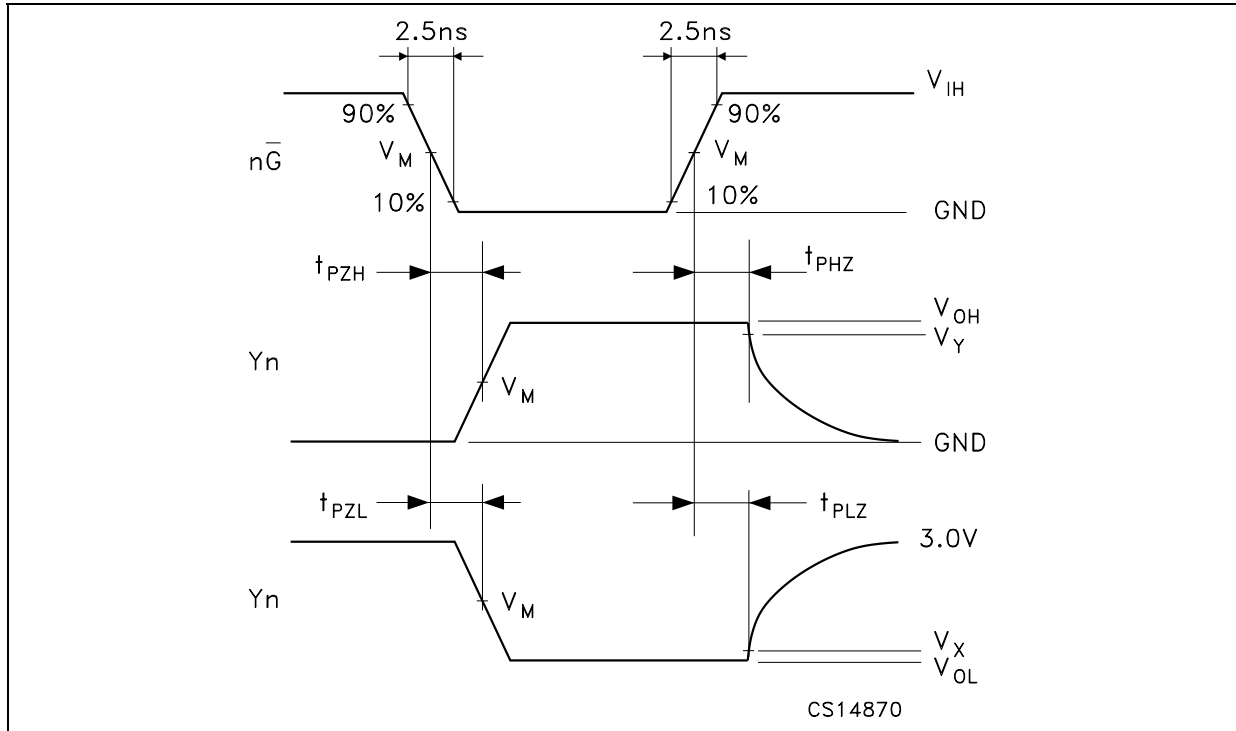 2.5ns 2.5ns
V_IH
90% 90%
nG̅ V_M V_M
10% 10% GND
t_PZH t_PHZ
V_OH
V_Y
Yn V_M
GND
t_PZL t_PLZ
3.0V
Yn V_M
V_X
V_OL
CS14870